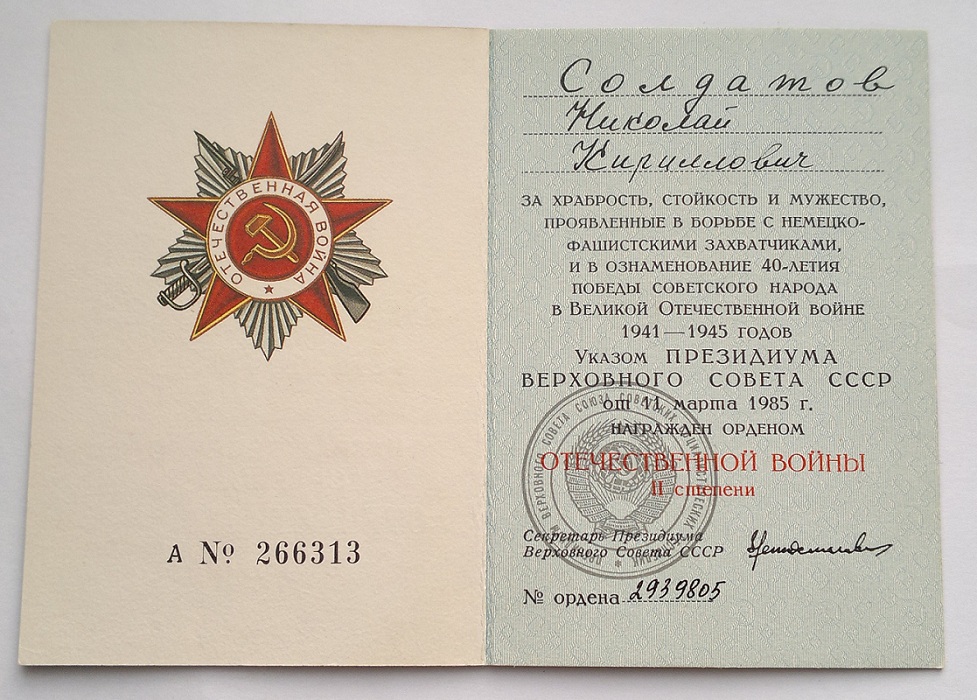 ОТЕЧЕСТВЕННАЯ ВОЙНА
А № 266313
Солдатов
Николай
Кириллович
ЗА ХРАБРОСТЬ, СТОЙКОСТЬ И МУЖЕСТВО,
ПРОЯВЛЕННЫЕ В БОРЬБЕ С НЕМЕЦКО-
ФАШИСТСКИМИ ЗАХВАТЧИКАМИ,
И В ОЗНАМЕНОВАНИЕ 40-ЛЕТИЯ
ПОБЕДЫ СОВЕТСКОГО НАРОДА
В ВЕЛИКОЙ ОТЕЧЕСТВЕННОЙ ВОЙНЕ
1941—1945 ГОДОВ
УКАЗОМ ПРЕЗИДИУМА
ВЕРХОВНОГО СОВЕТА СССР
от 11 марта 1985 г.
НАГРАЖДЕН ОРДЕНОМ
ОТЕЧЕСТВЕННОЙ ВОЙНЫ
II степени
Секретарь Президиума
Верховного Совета СССР
№ ордена 2939805